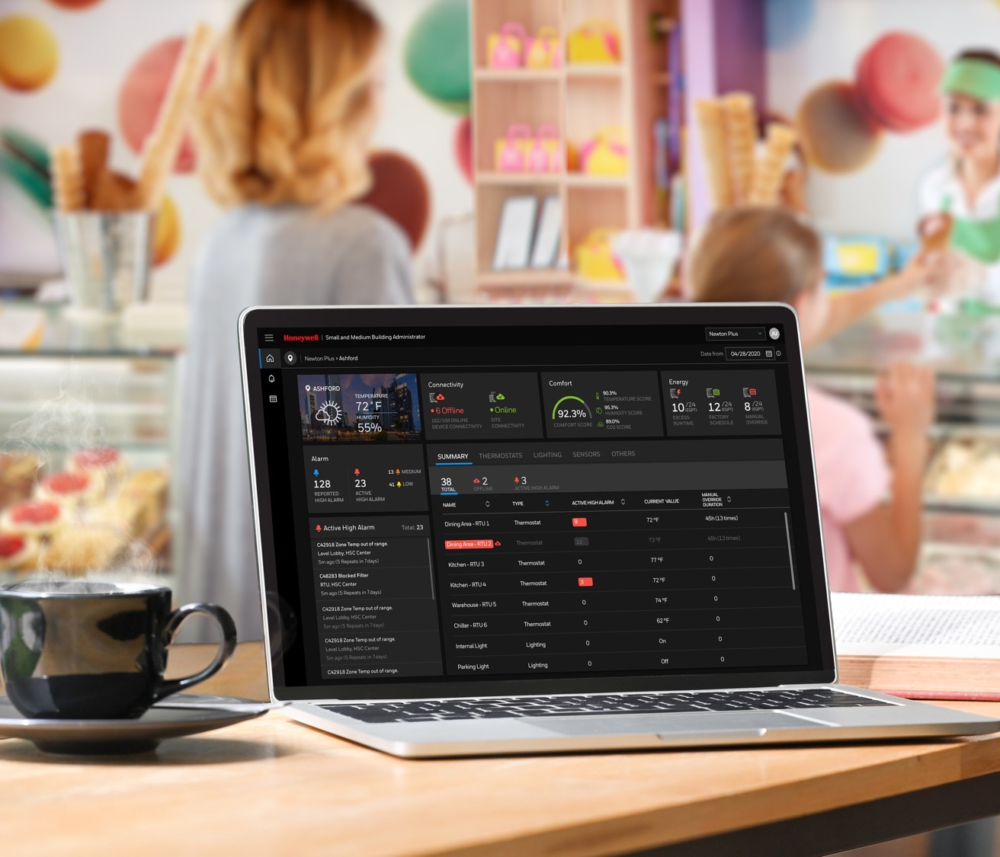 Honeywell | Small and Medium Building Administrator
Newton Plus
JU
Newton Plus > Ashford
Date from 04/28/2020
ASHFORD
TEMPERATURE
72°F
HUMIDITY
55%
Connectivity
6 Offline
162/168 ONLINE
DEVICE CONNECTIVITY
Online
SITE
CONNECTIVITY
Comfort
92.3%
COMFORT SCORE
90.3%
TEMPERATURE SCORE
95.3%
HUMIDITY SCORE
89.0%
CO2 SCORE
Energy
10 /24 (EQPT)
EXCESS
RUNTIME
12 /24 (EQPT)
FACTORY
SCHEDULE
8 /24 (EQPT)
MANUAL
OVERRIDE
Alarm
128
REPORTED
HIGH ALARM
23
ACTIVE
HIGH ALARM
13 MEDIUM
41 LOW
Active High Alarm Total: 23
C42918 Zone Temp out of range.
Level Lobby, HSC Center
5m ago (5 Repeats in 7days)
C48283 Blocked Filter
RTU, HSC Center
5m ago (5 Repeats in 7days)
C42918 Zone Temp out of range.
Level Lobby, HSC Center
5m ago (5 Repeats in 7days)
C42918 Zone Temp out of range.
Level Lobby, HSC Center
5m ago (5 Repeats in 7days)
C42918 Zone Temp out of range.
SUMMARY THERMOSTATS LIGHTING SENSORS OTHERS
38
TOTAL
2
OFFLINE
3
ACTIVE HIGH ALARM
NAME TYPE ACTIVE HIGH ALARM CURRENT VALUE MANUAL OVERRIDE DURATION
Dining Area - RTU 1 Thermostat 9 72 ºF 45h (13 times)
Dining Area - RTU 2 Thermostat 11 73 ºF 45h (13 times)
Kitchen - RTU 3 Thermostat 0 77 ºF 0
Kitchen - RTU 4 Thermostat 3 72 ºF 0
Warehouse - RTU 5 Thermostat 0 74 ºF 0
Chiller - RTU 6 Thermostat 0 62 ºF 0
Internal Light Lighting 0 On 0
Parking Light Lighting 0 Off 0